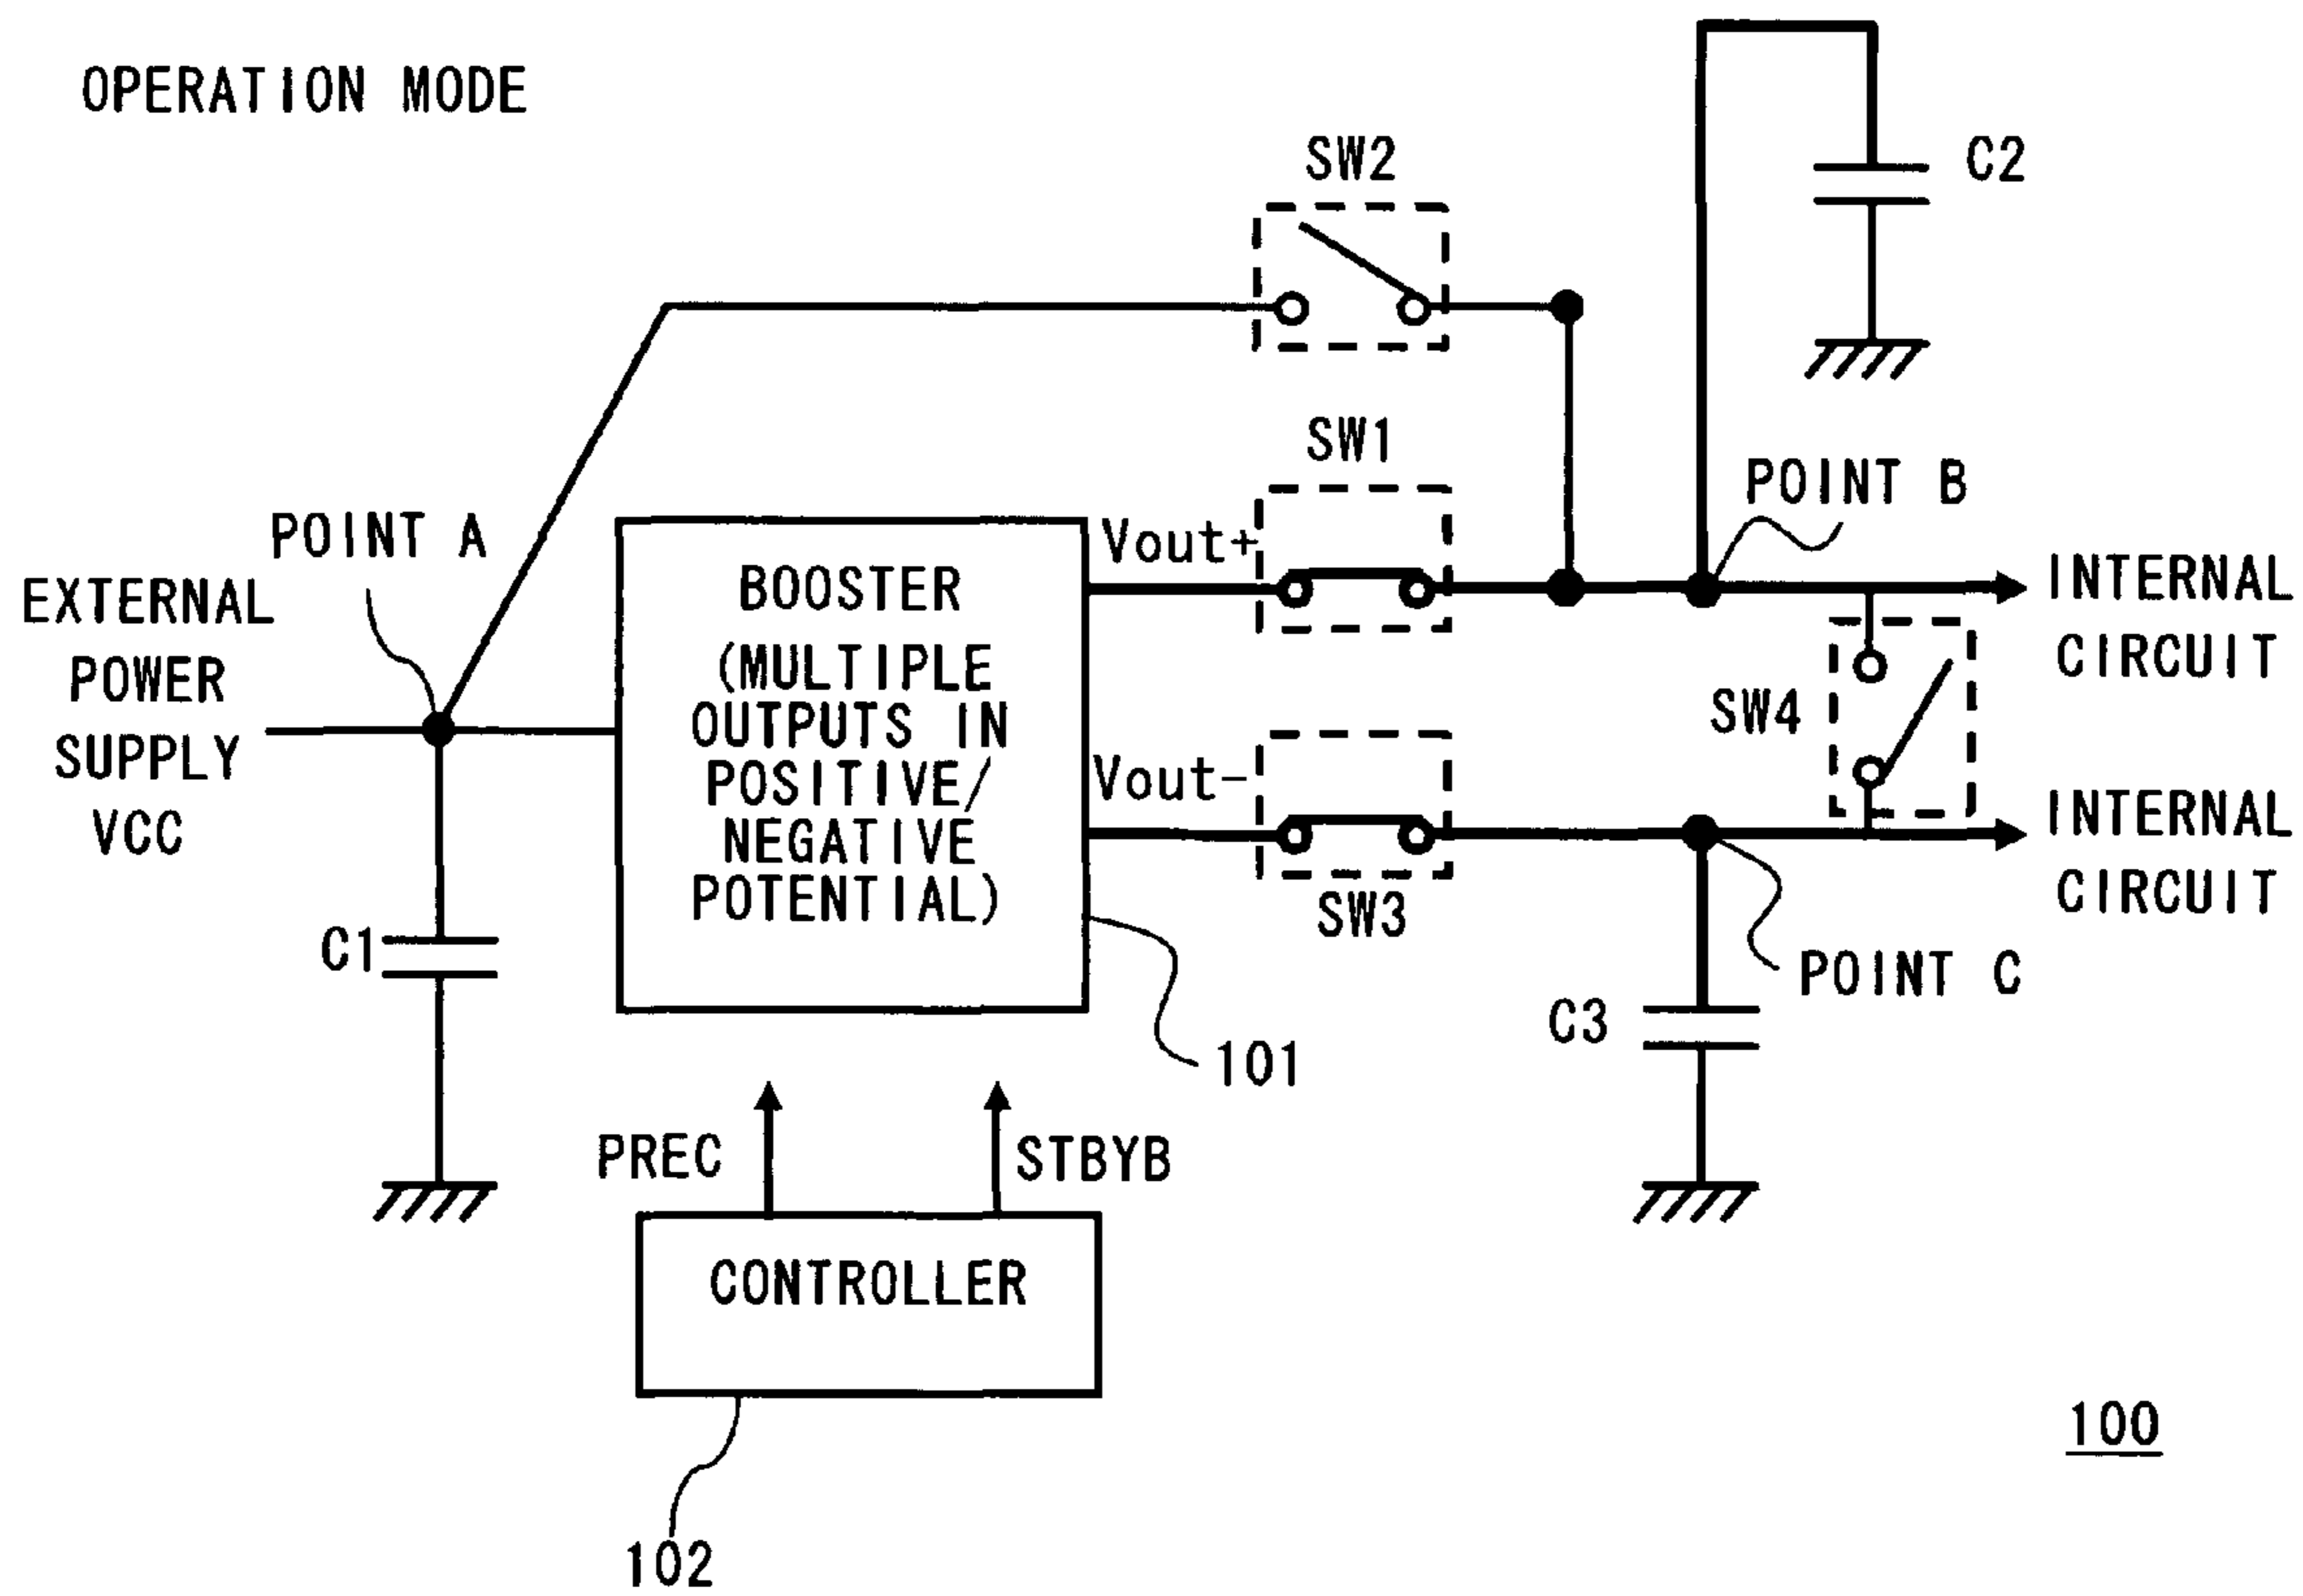 OPERATION MODE
SW2
C2
SW1
POINT B
POINT A
Vout+
EXTERNAL
POWER
SUPPLY
VCC
BOOSTER
(MULTIPLE
OUTPUTS IN
POSITIVE/
NEGATIVE
POTENTIAL)
INTERNAL
CIRCUIT
SW4
Vout-
INTERNAL
CIRCUIT
SW3
C1
POINT C
C3
101
PREC
STBYB
CONTROLLER
100
102